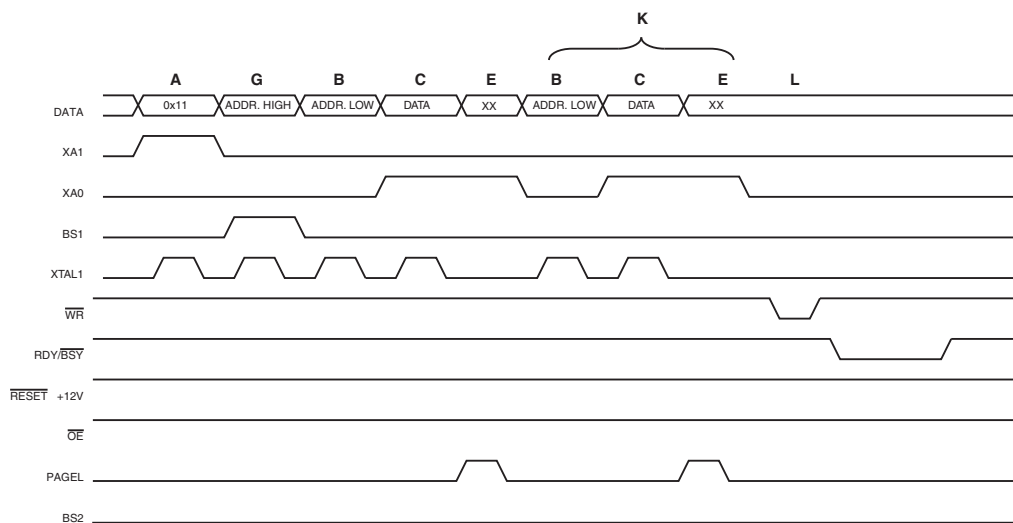 K
A G B C E B C E L
DATA 0x11 ADDR. HIGH ADDR. LOW DATA XX ADDR. LOW DATA XX
XA1
XA0
BS1
XTAL1
WR
RDY/BSY
RESET +12V
OE
PAGEL
BS2